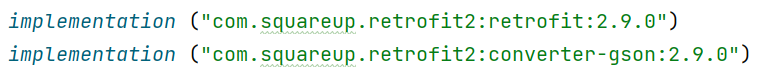 implementation ("com.squareup.retrofit2:retrofit:2.9.0")
implementation ("com.squareup.retrofit2:converter-gson:2.9.0")